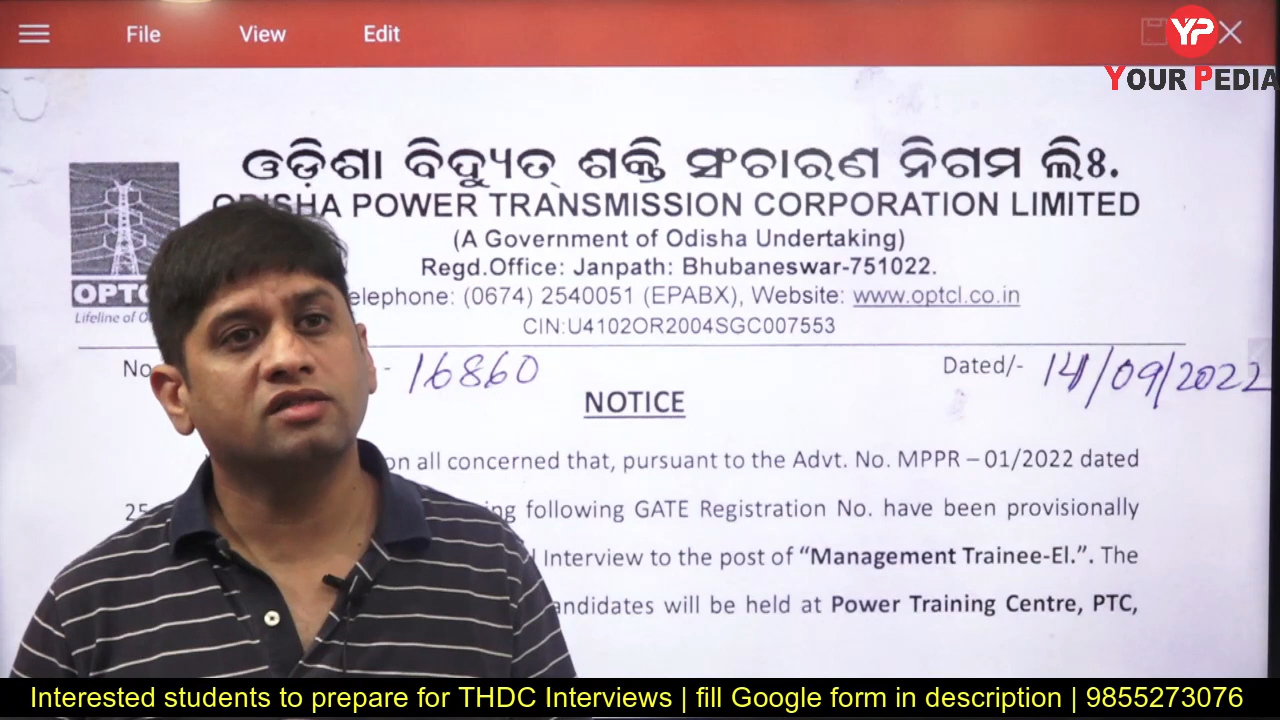 File View Edit
YP
YOUR PEDIA
ଓଡ଼ିଶା ବିଦ୍ୟୁତ୍ ଶକ୍ତି ସଂଚାରଣ ନିଗମ ଲିଃ.
ODISHA POWER TRANSMISSION CORPORATION LIMITED
(A Government of Odisha Undertaking)
Regd.Office: Janpath: Bhubaneswar-751022.
elephone: (0674) 2540051 (EPABX), Website: www.optcl.co.in
CIN:U4102OR2004SGC007553
OPTC
Lifeline of O
No - 16860 Dated/- 14/09/2022
NOTICE
on all concerned that, pursuant to the Advt. No. MPPR – 01/2022 dated
25 ng following GATE Registration No. have been provisionally
Interview to the post of “Management Trainee-El.”. The
andidates will be held at Power Training Centre, PTC,
Interested students to prepare for THDC Interviews | fill Google form in description | 9855273076